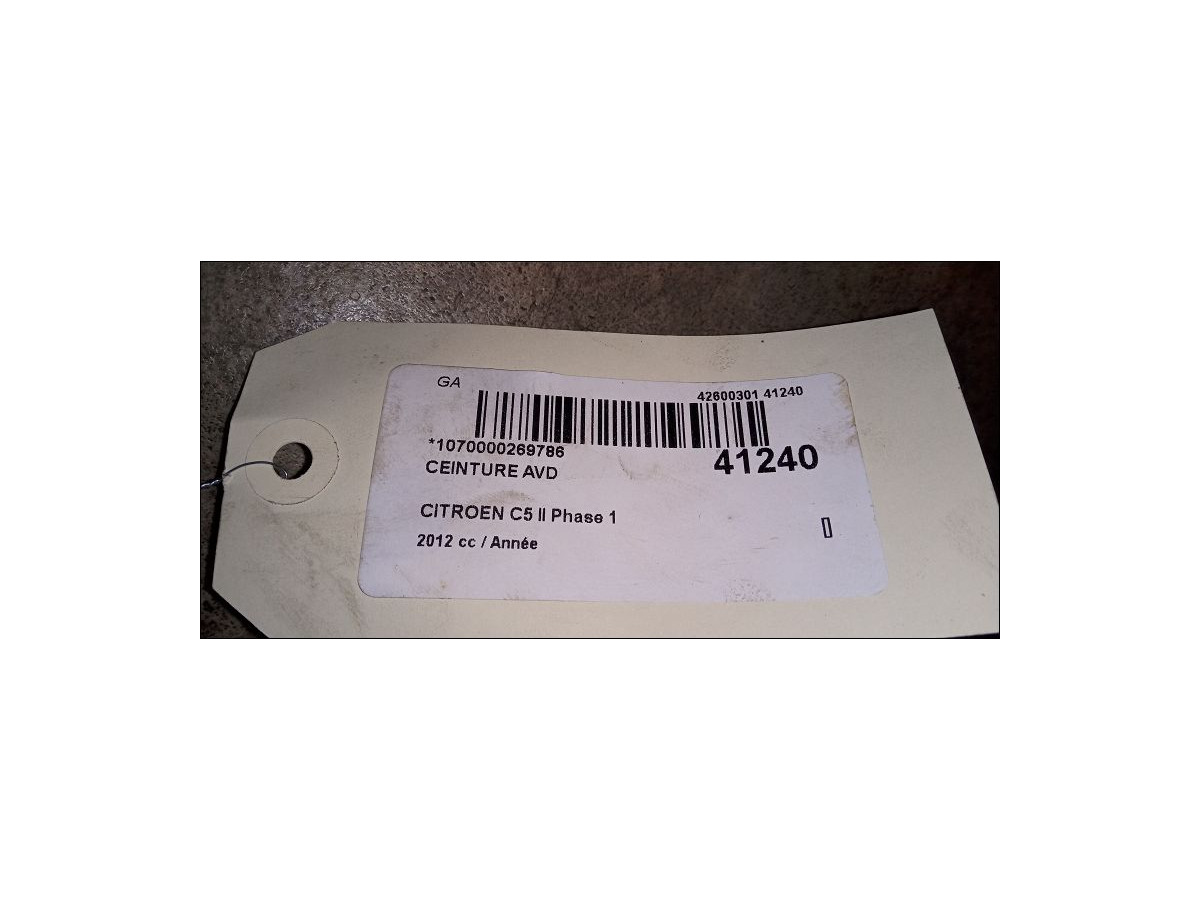 GA
42600301 41240
*1070000269786
41240
CEINTURE AVD
CITROEN C5 II Phase 1
2012 cc / Année